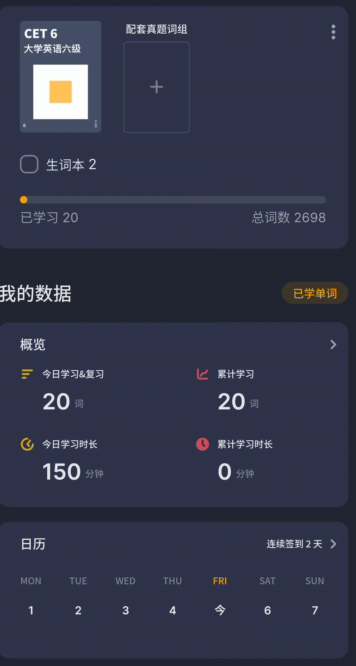 CET 6
大学英语六级
配套真题词组
生词本 2
已学习 20
总词数 2698
我的数据
已学单词
概览
今日学习&复习
20 词
累计学习
20 词
今日学习时长
150 分钟
累计学习时长
0 分钟
日历
连续签到 2 天
MON TUE WED THU FRI SAT SUN
1 2 3 4 今 6 7